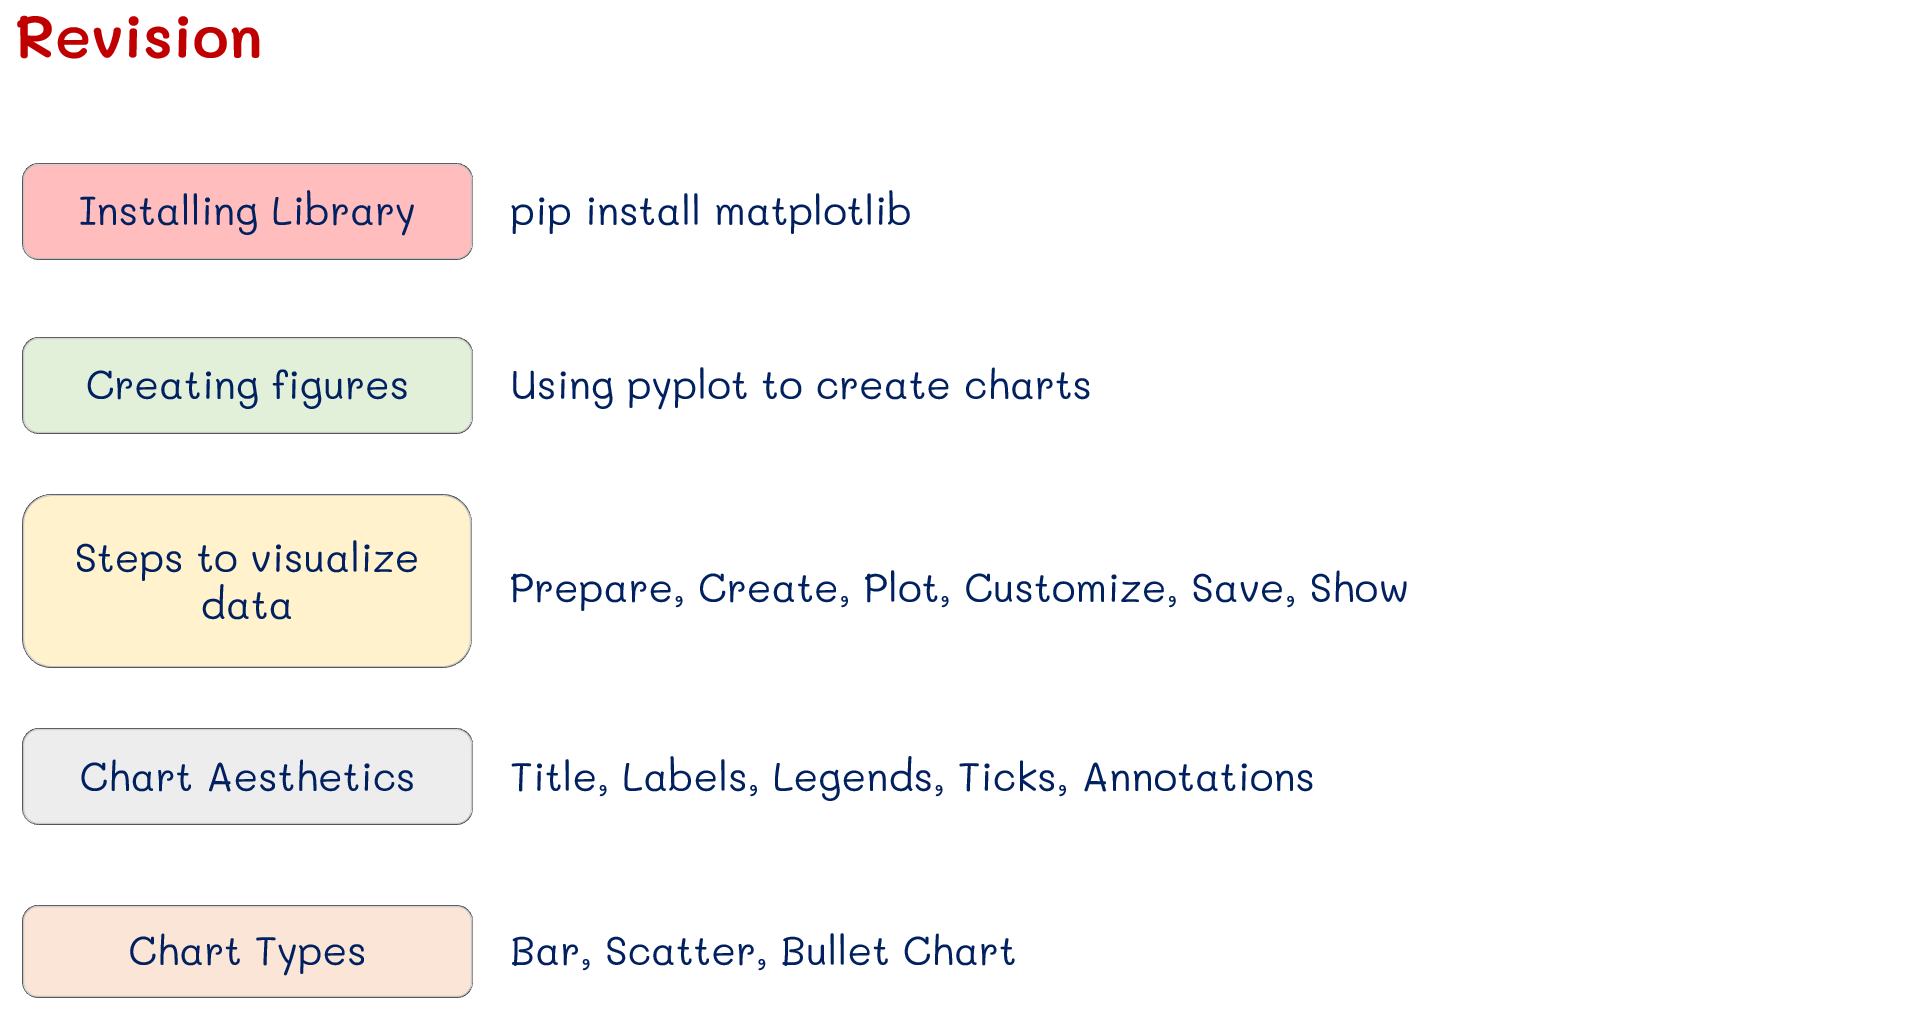 Revision
Installing Library
pip install matplotlib
Creating figures
Using pyplot to create charts
Steps to visualize
data
Prepare, Create, Plot, Customize, Save, Show
Chart Aesthetics
Title, Labels, Legends, Ticks, Annotations
Chart Types
Bar, Scatter, Bullet Chart